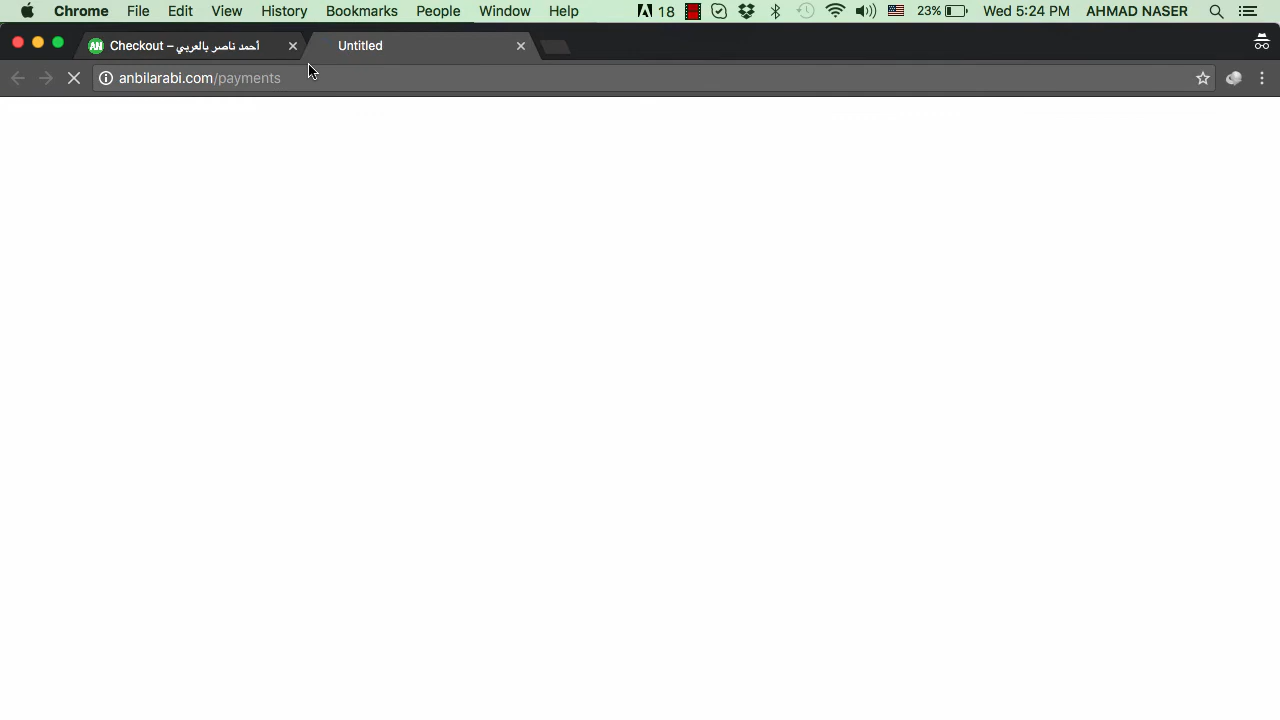 Chrome File Edit View History Bookmarks People Window Help 18 23% Wed 5:24 PM AHMAD NASER
AN Checkout – أحمد ناصر بالعربي Untitled
anbilarabi.com/payments